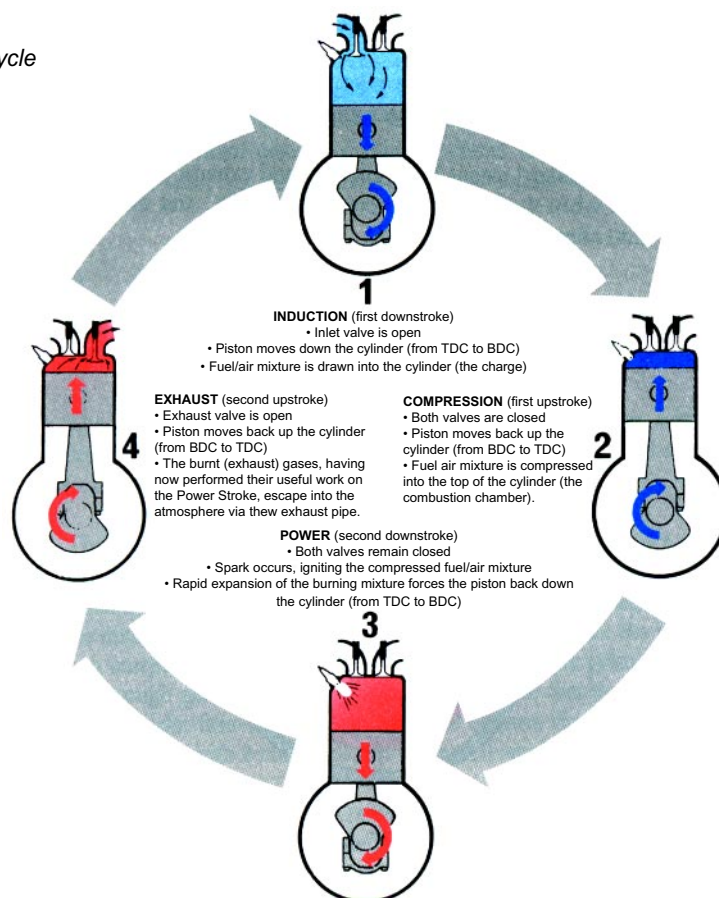 ycle
1
INDUCTION (first downstroke)
• Inlet valve is open
• Piston moves down the cylinder (from TDC to BDC)
• Fuel/air mixture is drawn into the cylinder (the charge)
COMPRESSION (first upstroke)
• Both valves are closed
• Piston moves back up the
cylinder (from BDC to TDC)
• Fuel air mixture is compressed
into the top of the cylinder (the
combustion chamber).
2
POWER (second downstroke)
• Both valves remain closed
• Spark occurs, igniting the compressed fuel/air mixture
• Rapid expansion of the burning mixture forces the piston back down
the cylinder (from TDC to BDC)
3
EXHAUST (second upstroke)
• Exhaust valve is open
• Piston moves back up the cylinder
(from BDC to TDC)
• The burnt (exhaust) gases, having
now performed their useful work on
the Power Stroke, escape into the
atmosphere via thew exhaust pipe.
4